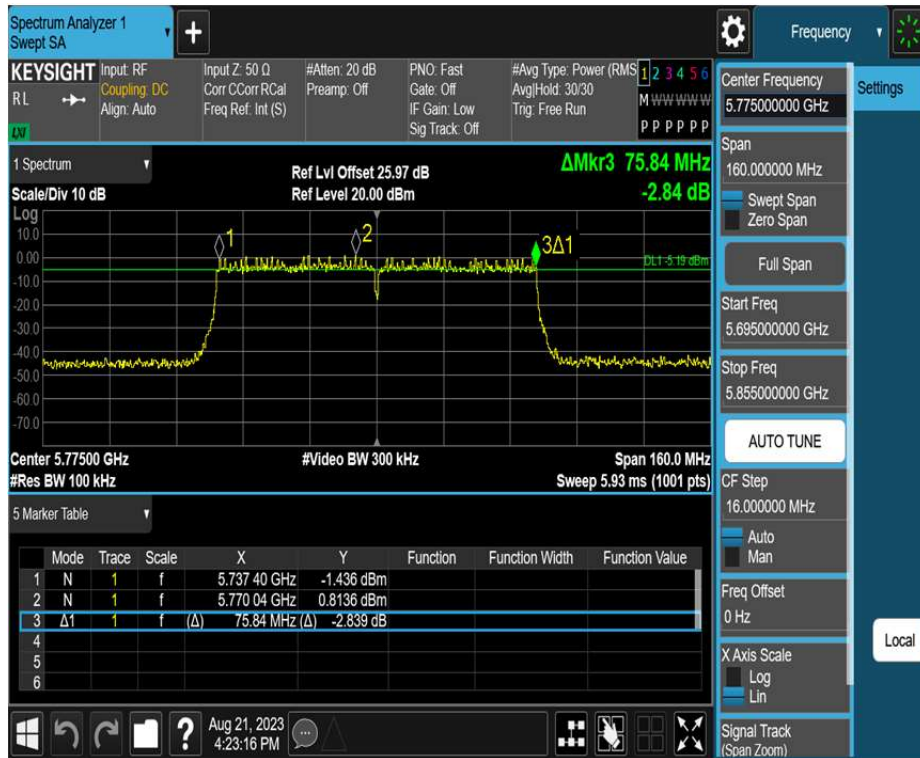 Spectrum Analyzer 1
Swept SA
+
Frequency
KEYSIGHT
RL
LXI
Input: RF
Coupling: DC
Align: Auto
Input Z: 50 Ω
Corr CCorr RCal
Freq Ref: Int (S)
#Atten: 20 dB
Preamp: Off
PNO: Fast
Gate: Off
IF Gain: Low
Sig Track: Off
#Avg Type: Power (RMS
Avg|Hold: 30/30
Trig: Free Run
1 2 3 4 5 6
M W W W W W
P P P P P P
Center Frequency
5.775000000 GHz
Settings
Span
160.000000 MHz
Swept Span
Zero Span
Full Span
Start Freq
5.695000000 GHz
Stop Freq
5.855000000 GHz
AUTO TUNE
CF Step
16.000000 MHz
Auto
Man
Freq Offset
0 Hz
X Axis Scale
Log
Lin
Signal Track
(Span Zoom)
Local
1 Spectrum
Scale/Div 10 dB
Ref Lvl Offset 25.97 dB
Ref Level 20.00 dBm
ΔMkr3 75.84 MHz
-2.84 dB
Log
10.0
0.00
-10.0
-20.0
-30.0
-40.0
-50.0
-60.0
-70.0
1
2
3Δ1
DL1 -5.19 dBm
Center 5.77500 GHz
#Video BW 300 kHz
Span 160.0 MHz
#Res BW 100 kHz
Sweep 5.93 ms (1001 pts)
5 Marker Table
Mode Trace Scale X Y Function Function Width Function Value
1 N 1 f 5.737 40 GHz -1.436 dBm
2 N 1 f 5.770 04 GHz 0.8136 dBm
3 Δ1 1 f (Δ) 75.84 MHz (Δ) -2.839 dB
4
5
6
?
Aug 21, 2023
4:23:16 PM